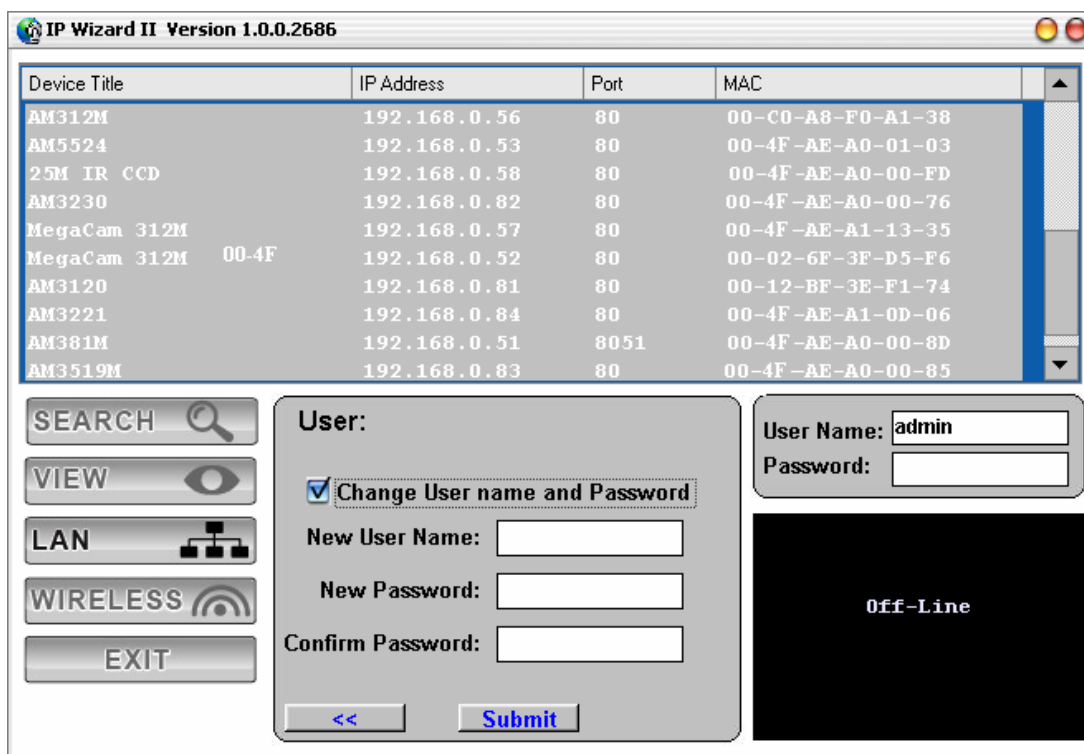 IP Wizard II Version 1.0.0.2686
Device Title IP Address Port MAC
AM312M 192.168.0.56 80 00-C0-A8-F0-A1-38
AM5524 192.168.0.53 80 00-4F-AE-A0-01-03
25M IR CCD 192.168.0.58 80 00-4F-AE-A0-00-FD
AM3230 192.168.0.82 80 00-4F-AE-A0-00-76
MegaCam 312M 192.168.0.57 80 00-4F-AE-A1-13-35
MegaCam 312M 00-4F 192.168.0.52 80 00-02-6F-3F-D5-F6
AM3120 192.168.0.81 80 00-12-BF-3E-F1-74
AM3221 192.168.0.84 80 00-4F-AE-A1-0D-06
AM381M 192.168.0.51 8051 00-4F-AE-A0-00-8D
AM3519M 192.168.0.83 80 00-4F-AE-A0-00-85
SEARCH
VIEW
LAN
WIRELESS
EXIT
User:
Change User name and Password
New User Name:
New Password:
Confirm Password:
<< Submit
User Name: admin
Password:
Off-Line